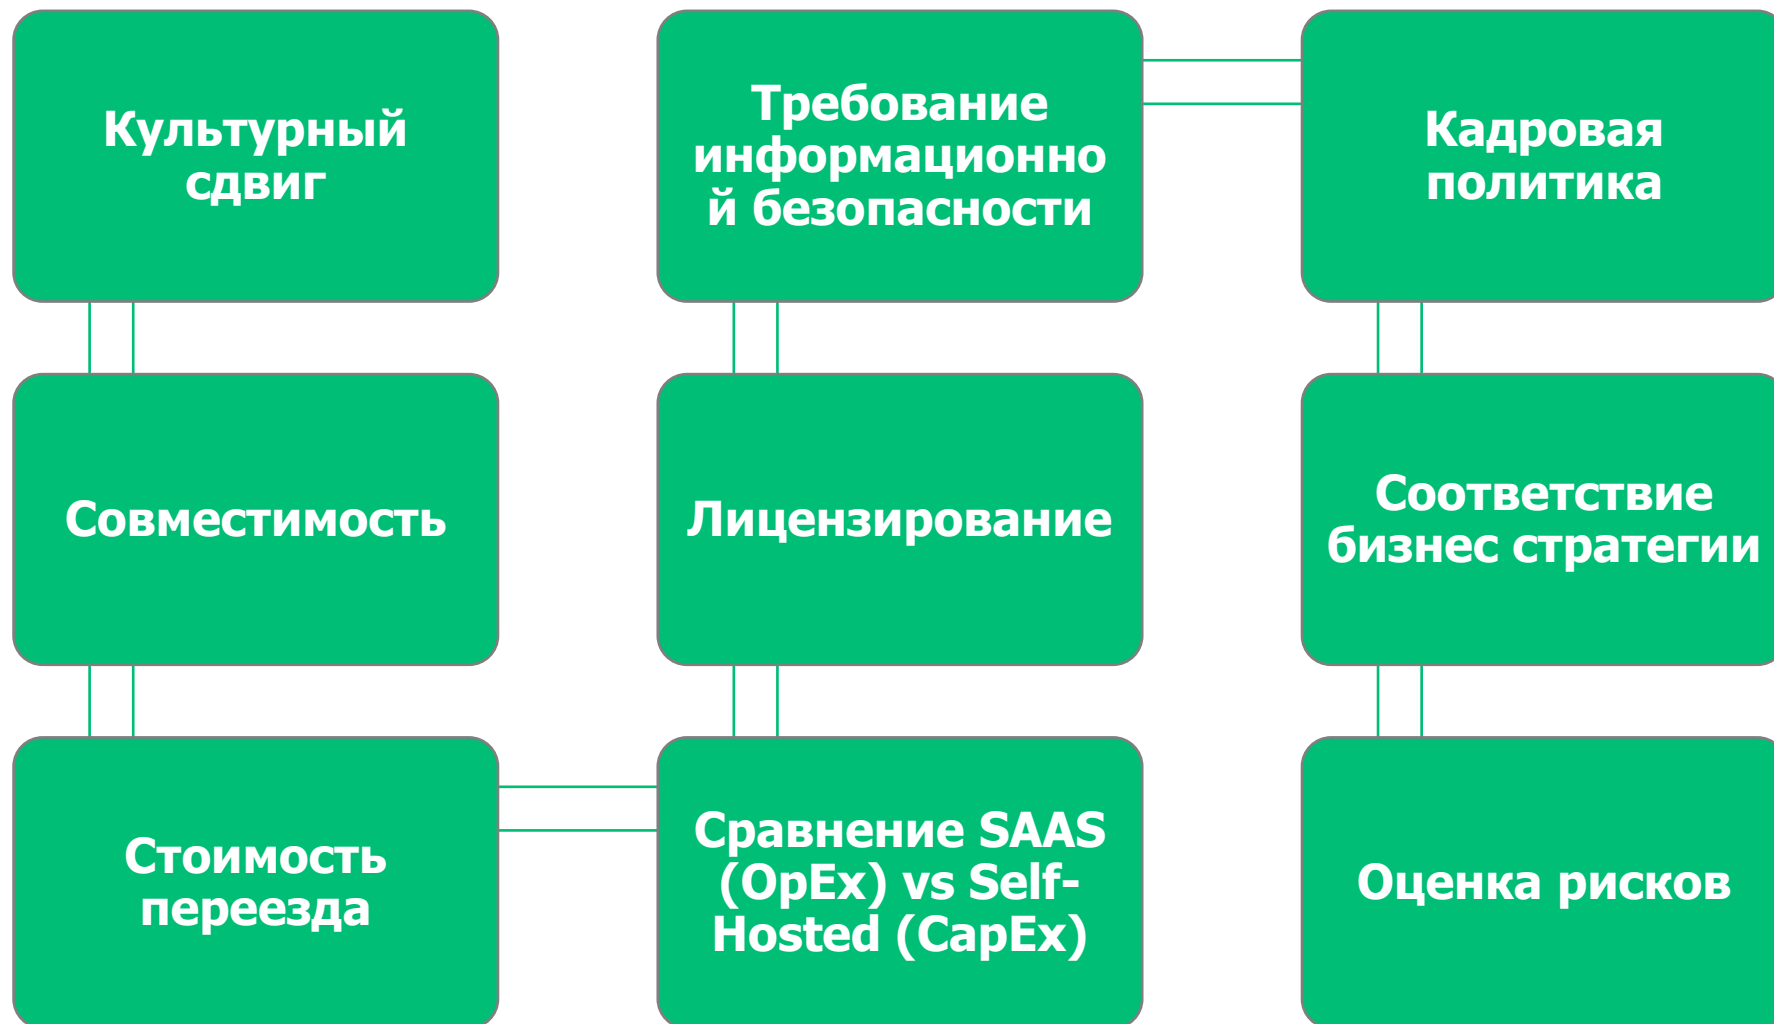 Культурный
сдвиг
Совместимость
Стоимость
переезда
Сравнение SAAS
(OpEx) vs Self-
Hosted (CapEx)
Лицензирование
Требование
информационно
й безопасности
Кадровая
политика
Соответствие
бизнес стратегии
Оценка рисков